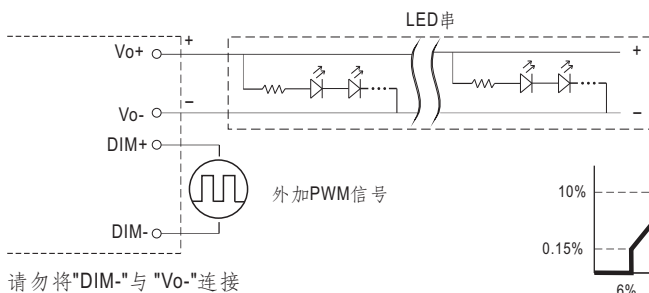 LED串
Vo+
+
+
Vo-
–
–
DIM+
外加PWM信号
DIM-
10%
0.15%
6%
请勿将"DIM-"与 "Vo-"连接